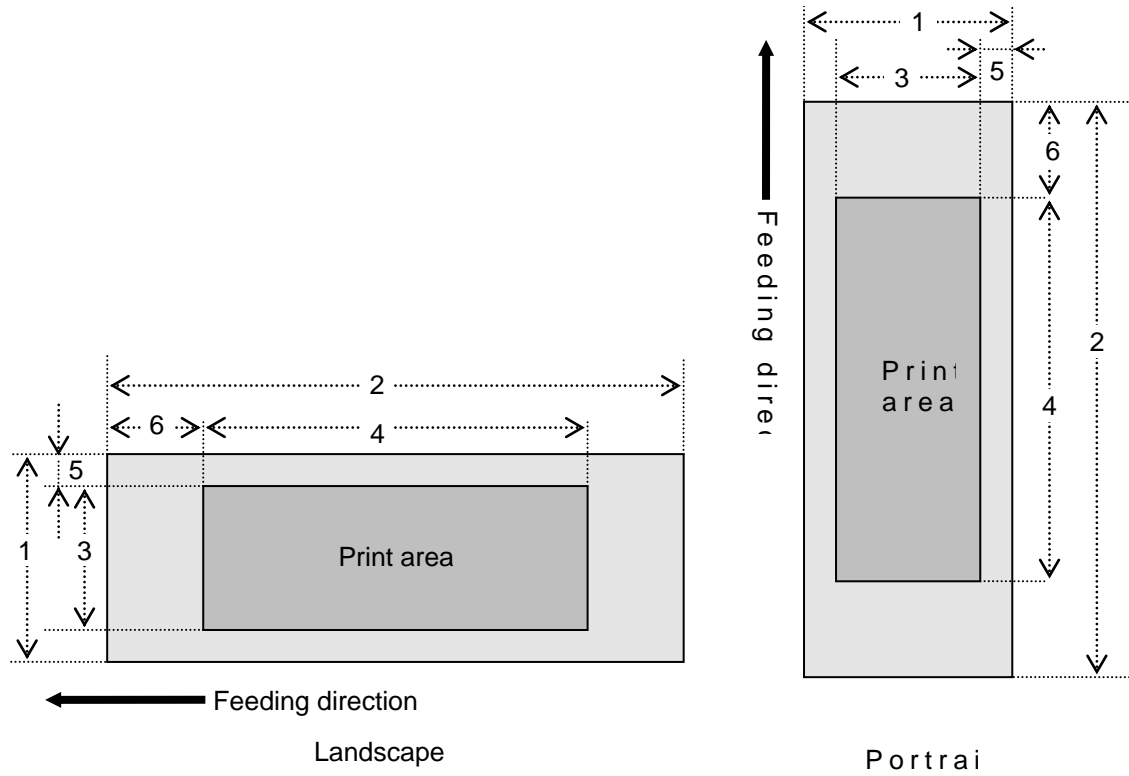 1
3
5
6
Feeding direc
Print
area
4
2
2
6
4
5
1
3
Print area
Feeding direction
Landscape
Portrai